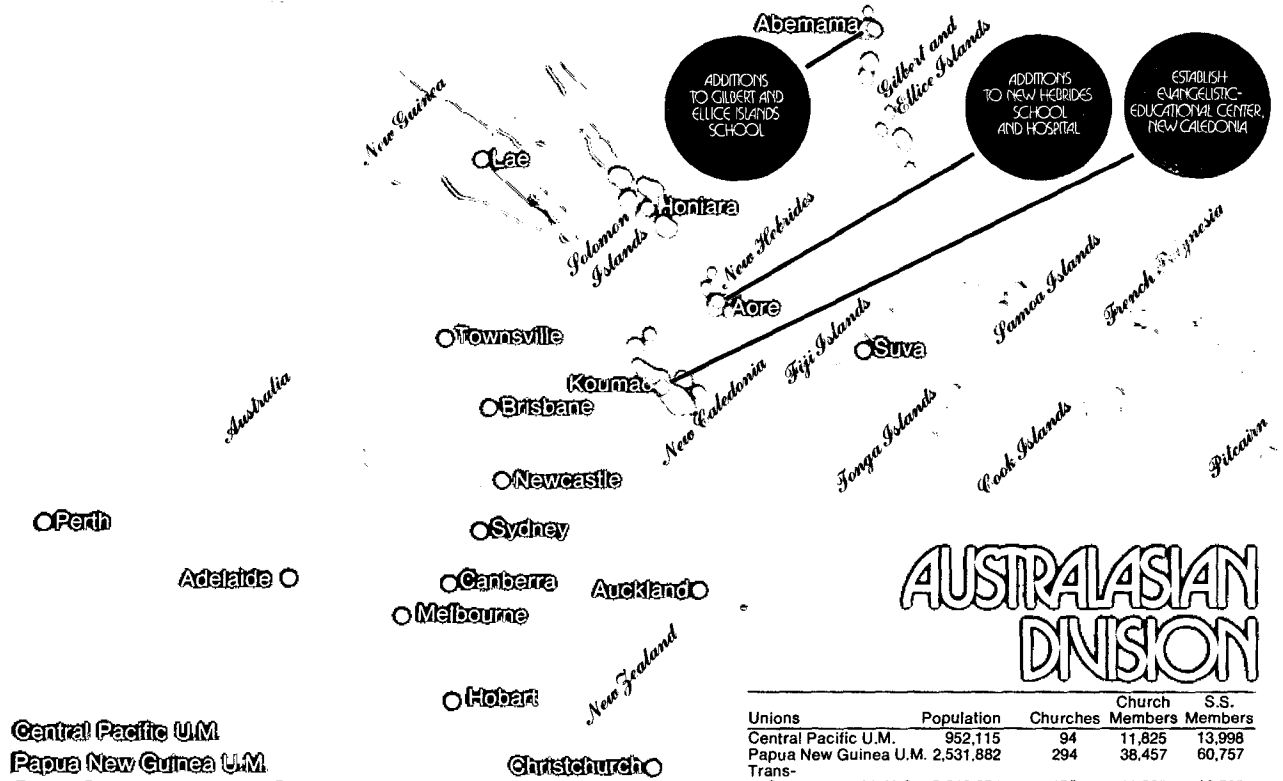 Abemama
Gilbert and
Ellice Islands
ADDITIONS
TO GILBERT AND
ELLICE ISLANDS
SCHOOL
ADDITIONS
TO NEW HEBRIDES
SCHOOL
AND HOSPITAL
ESTABLISH
EVANGELISTIC-
EDUCATIONAL CENTER,
NEW CALEDONIA
New Guinea
Lae
Honiara
Solomon
Islands
New Hebrides
Aore
Samoa Islands
French Polynesia
Townsville
Fiji Islands
Suva
Koumac
New Caledonia
Australia
Brisbane
Tonga Islands
Cook Islands
Pitcairn
Newcastle
Perth
Sydney
Adelaide
Canberra
Auckland
Melbourne
New Zealand
Hobart
Christchurch
AUSTRALASIAN
DIVISION
Central Pacific U.M.
Papua New Guinea U.M.
Unions Population Churches Church Members S.S. Members
Central Pacific U.M. 952,115 94 11,825 13,998
Papua New Guinea U.M. 2,531,882 294 38,457 60,757
Trans-